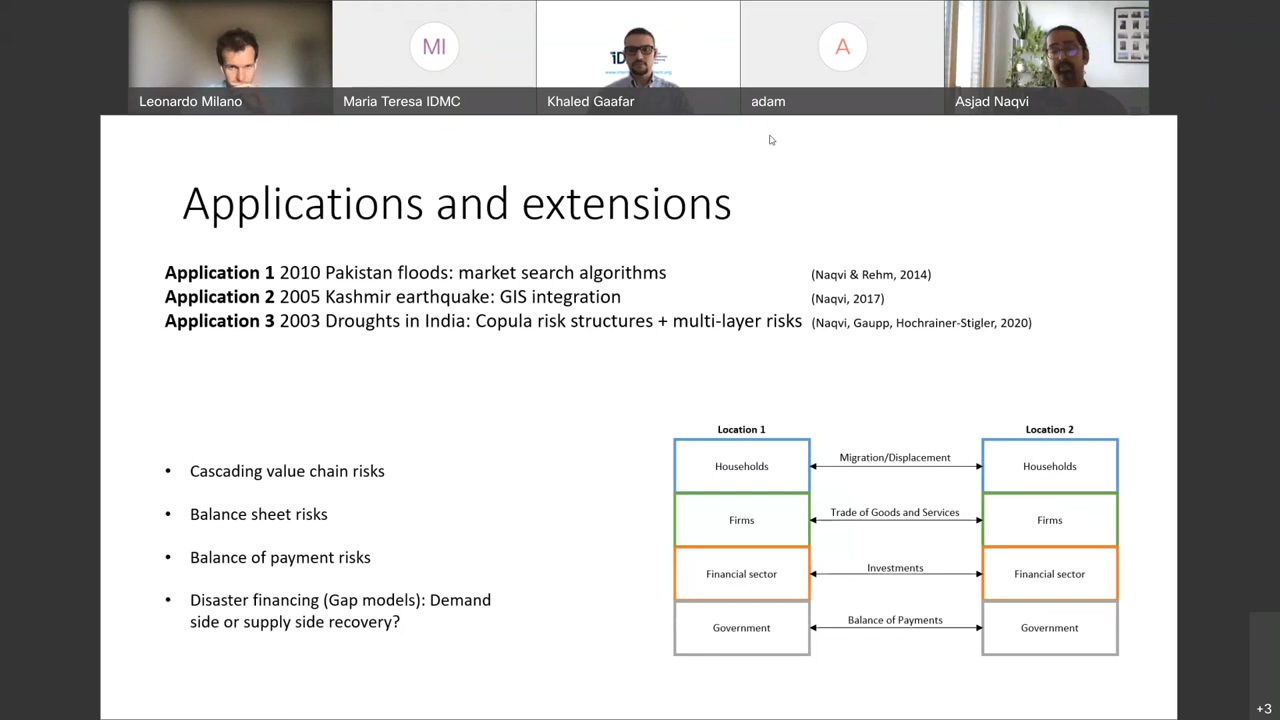 MI
A
iD
Leonardo Milano
Maria Teresa IDMC
Khaled Gaafar
adam
Asjad Naqvi
Applications and extensions
Application 1 2010 Pakistan floods: market search algorithms (Naqvi & Rehm, 2014)
Application 2 2005 Kashmir earthquake: GIS integration (Naqvi, 2017)
Application 3 2003 Droughts in India: Copula risk structures + multi-layer risks (Naqvi, Gaupp, Hochrainer-Stigler, 2020)
• Cascading value chain risks
• Balance sheet risks
• Balance of payment risks
• Disaster financing (Gap models): Demand
side or supply side recovery?
Location 1 Location 2
Households Migration/Displacement Households
Firms Trade of Goods and Services Firms
Financial sector Investments Financial sector
Government Balance of Payments Government
+3